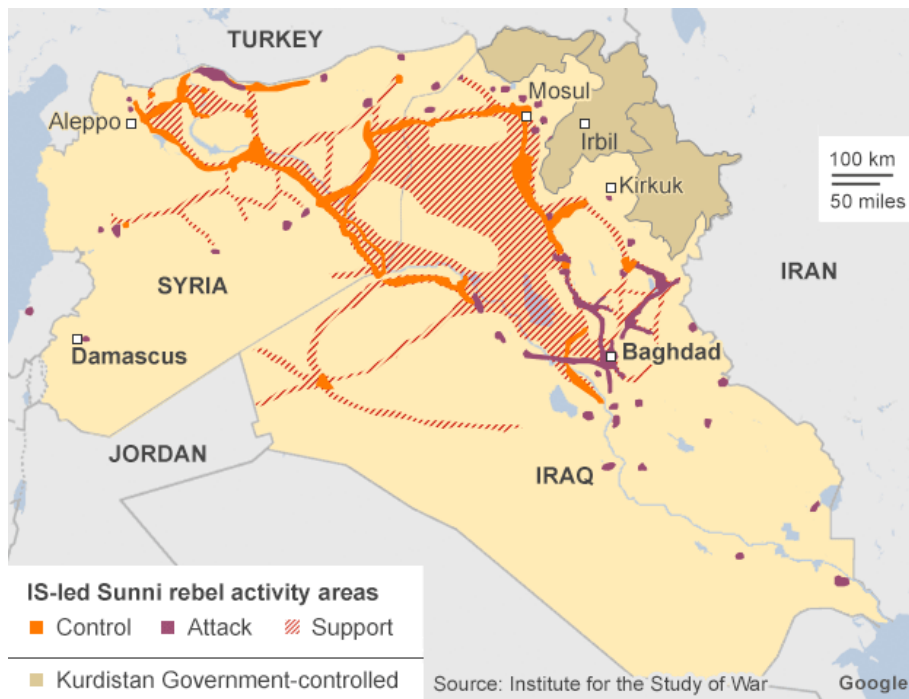 TURKEY
Mosul
Aleppo
Irbil
100 km
50 miles
Kirkuk
SYRIA
IRAN
Damascus
Baghdad
JORDAN
IRAQ
IS-led Sunni rebel activity areas
Control
Attack
Support
Kurdistan Government-controlled
Source: Institute for the Study of War
Google